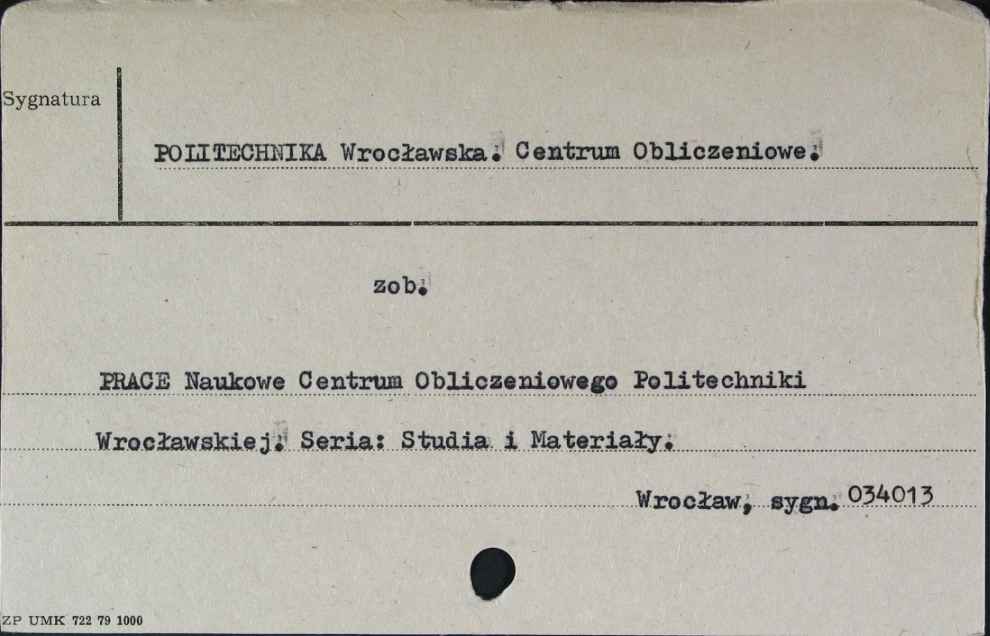 Sygnatura
POLITECHNIKA Wrocławska. Centrum Obliczeniowe.
zob.
PRACE Naukowe Centrum Obliczeniowego Politechniki
Wrocławskiej. Seria: Studia i Materiały.
Wrocław, sygn. 034013
ZP UMK 722 79 1000